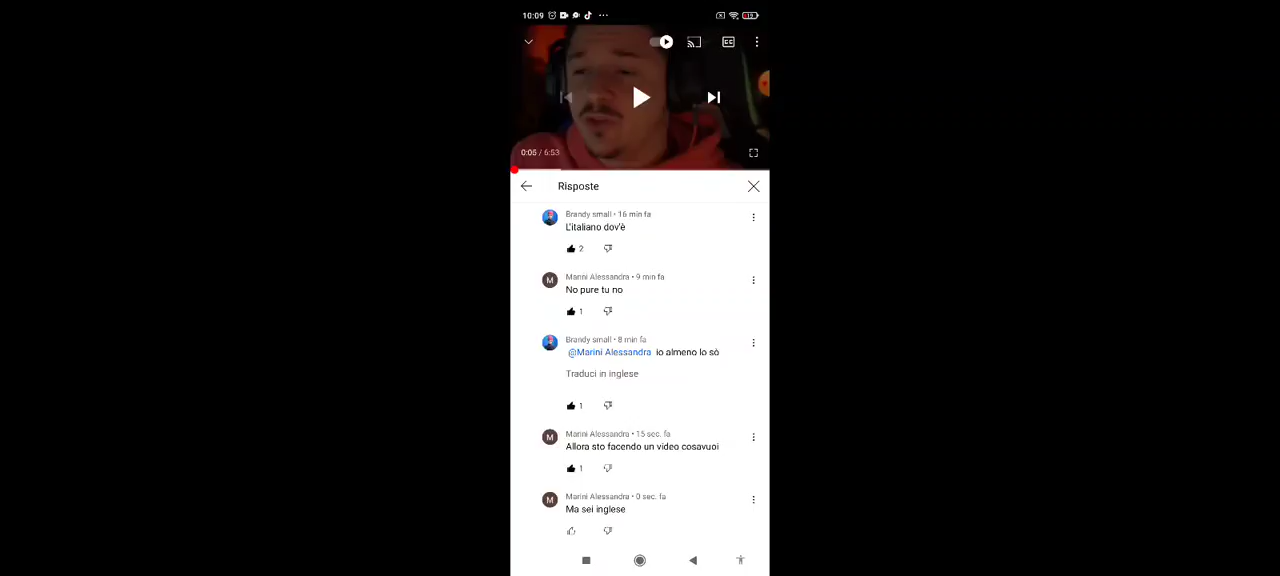 10:09
0:05 / 6:53
Risposte
Brandy small • 16 min fa
L'italiano dov'è
2
M
Marini Alessandra • 9 min fa
No pure tu no
1
Brandy small • 8 min fa
@Marini Alessandra io almeno lo sò
Traduci in inglese
1
M
Marini Alessandra • 15 sec. fa
Allora sto facendo un video cosavuoi
1
M
Marini Alessandra • 0 sec. fa
Ma sei inglese